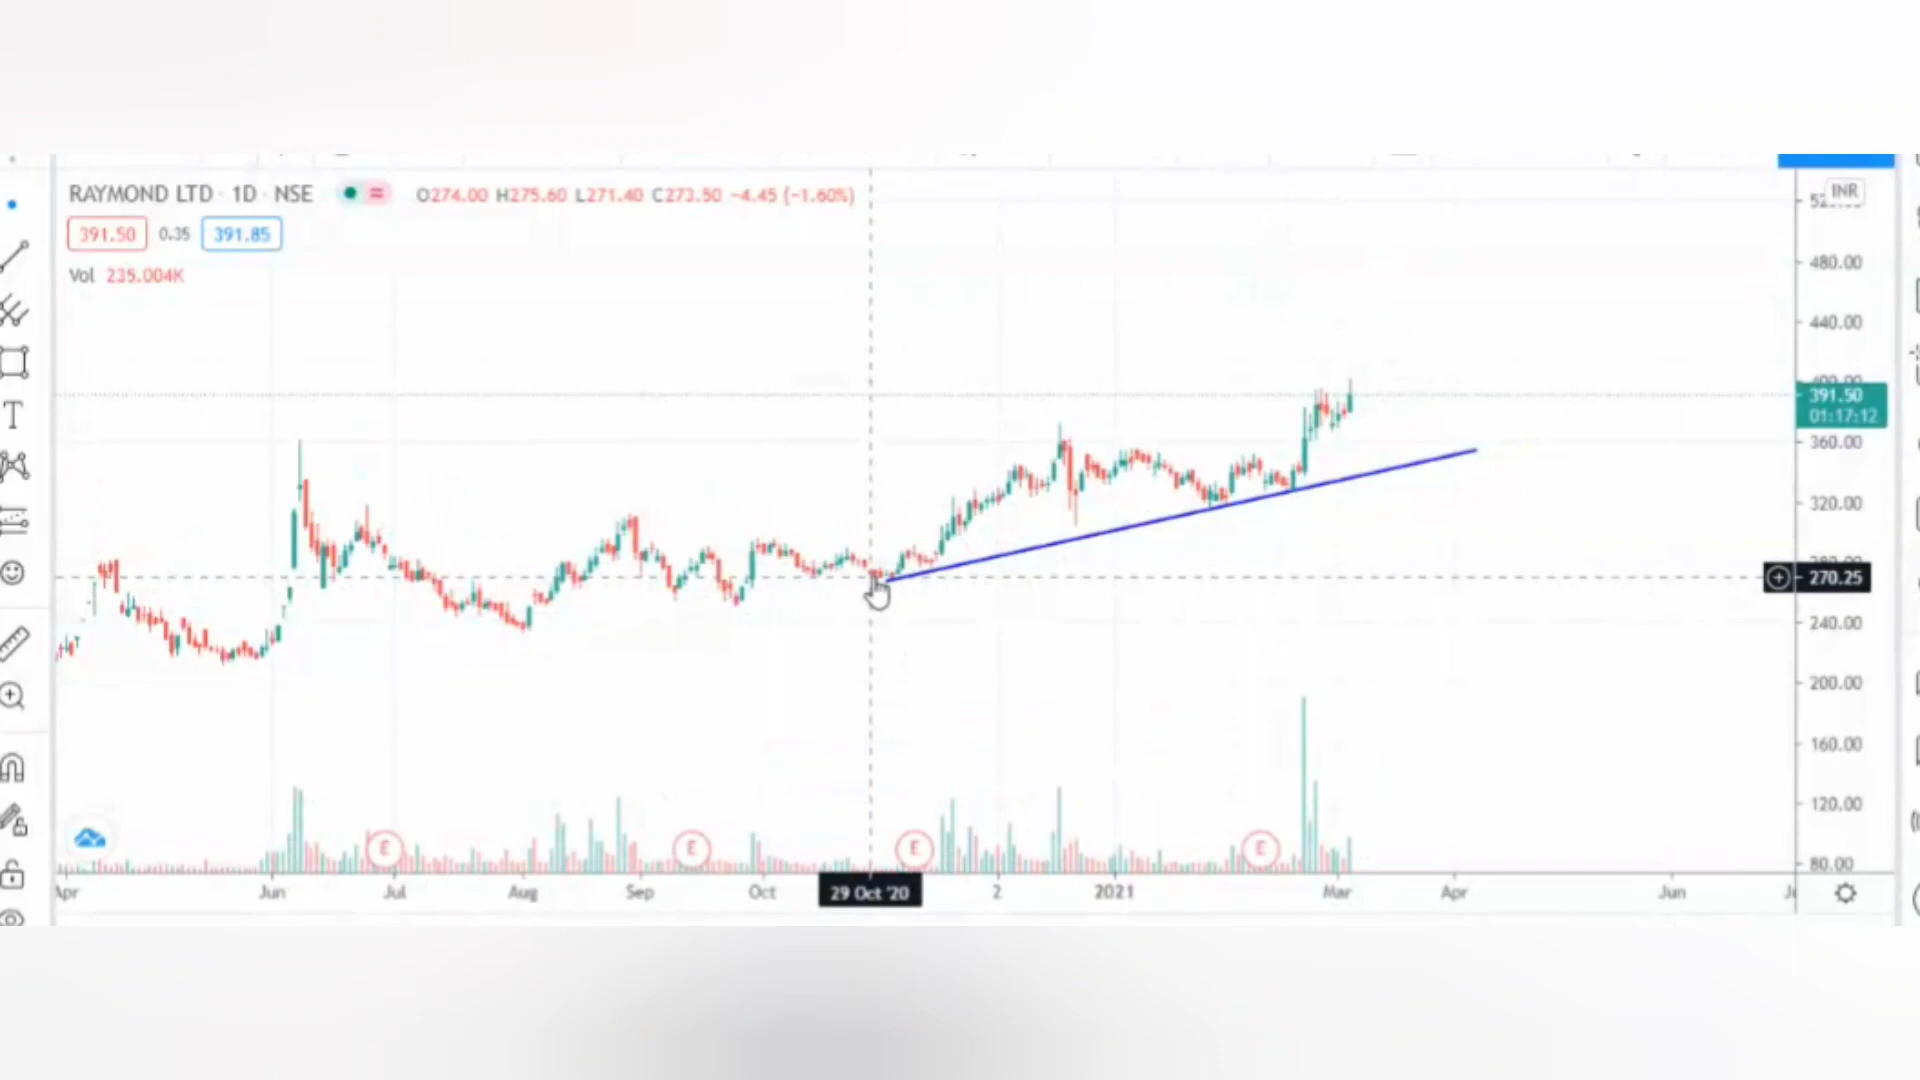 RAYMOND LTD · 1D · NSE O274.00 H275.60 L271.40 C273.50 −4.45 (−1.60%)
391.50 0.35 391.85
Vol 235.004K
INR
480.00
440.00
391.50
01:17:12
360.00
320.00
270.25
240.00
200.00
160.00
120.00
80.00
T
E E E E
Apr Jun Jul Aug Sep Oct 29 Oct '20 2 2021 Mar Apr Jun